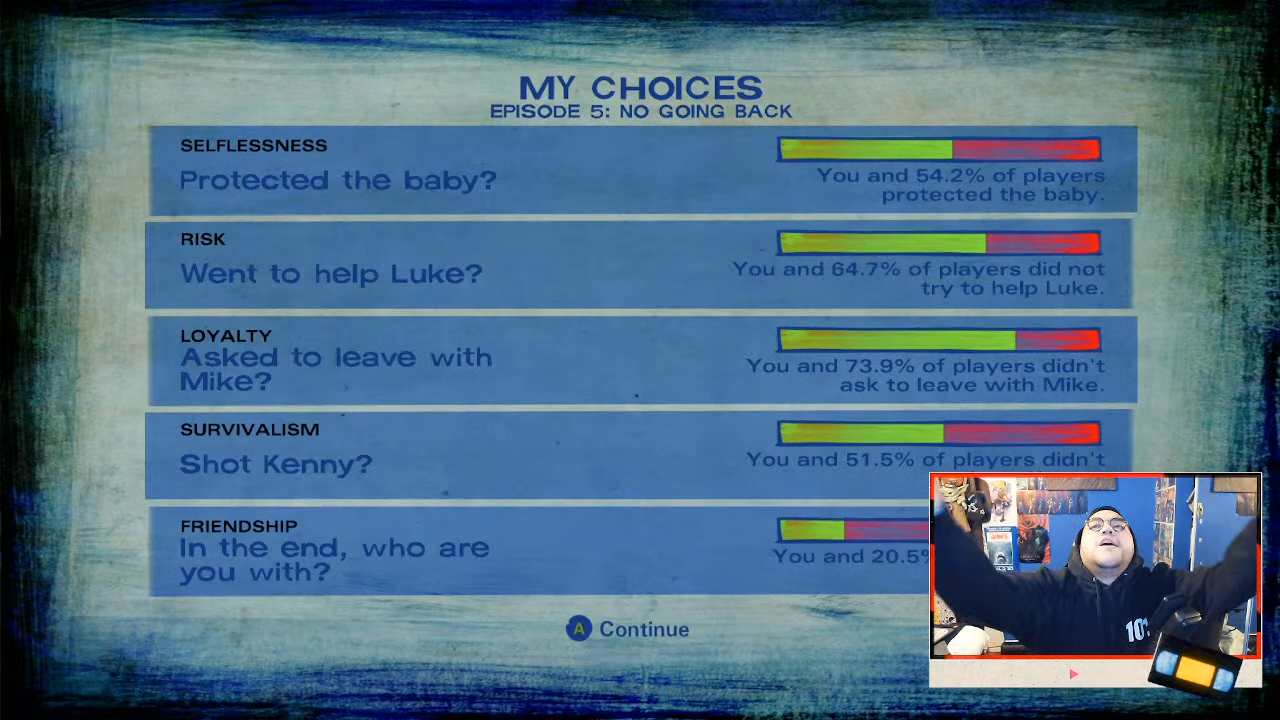 MY CHOICES
EPISODE 5: NO GOING BACK
SELFLESSNESS
Protected the baby?
You and 54.2% of players
protected the baby.
RISK
Went to help Luke?
You and 64.7% of players did not
try to help Luke.
LOYALTY
Asked to leave with
Mike?
You and 73.9% of players didn't
ask to leave with Mike.
SURVIVALISM
Shot Kenny?
You and 51.5% of players didn't
FRIENDSHIP
In the end, who are
you with?
You and 20.5%
A Continue
JAWS